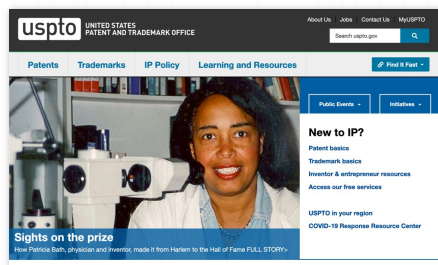 uspto
UNITED STATES
PATENT AND TRADEMARK OFFICE
About Us Jobs Contact Us MyUSPTO
Search uspto.gov
Patents Trademarks IP Policy Learning and Resources
Find It Fast
Public Events Initiatives
New to IP?
Patent basics
Trademark basics
Inventor & entrepreneur resources
Access our free services
USPTO in your region
COVID-19 Response Resource Center
Sights on the prize
How Patricia Bath, physician and inventor, made it from Harlem to the Hall of Fame FULL STORY>